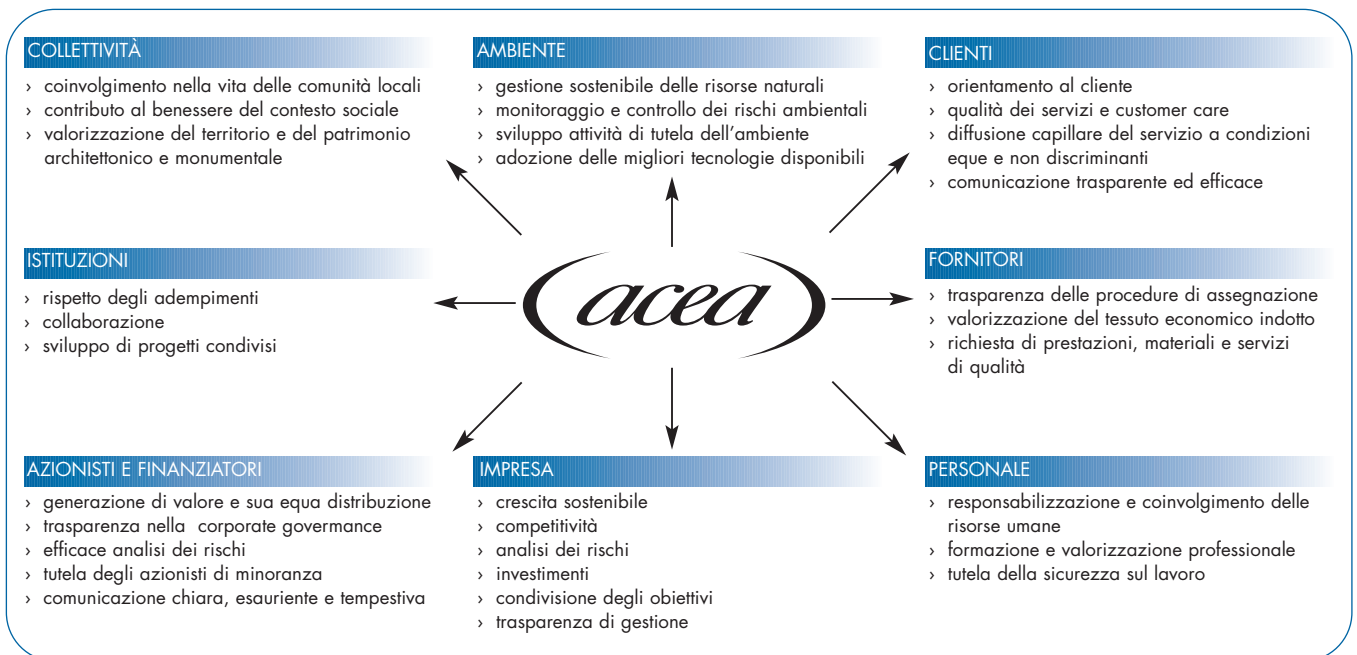 COLLETTIVITÀ
› coinvolgimento nella vita delle comunità locali
› contributo al benessere del contesto sociale
› valorizzazione del territorio e del patrimonio
architettonico e monumentale
AMBIENTE
› gestione sostenibile delle risorse naturali
› monitoraggio e controllo dei rischi ambientali
› sviluppo attività di tutela dell'ambiente
› adozione delle migliori tecnologie disponibili
CLIENTI
› orientamento al cliente
› qualità dei servizi e customer care
› diffusione capillare del servizio a condizioni
eque e non discriminanti
› comunicazione trasparente ed efficace
ISTITUZIONI
› rispetto degli adempimenti
› collaborazione
› sviluppo di progetti condivisi
acea
FORNITORI
› trasparenza delle procedure di assegnazione
› valorizzazione del tessuto economico indotto
› richiesta di prestazioni, materiali e servizi
di qualità
AZIONISTI E FINANZIATORI
› generazione di valore e sua equa distribuzione
› trasparenza nella corporate governance
› efficace analisi dei rischi
› tutela degli azionisti di minoranza
› comunicazione chiara, esauriente e tempestiva
IMPRESA
› crescita sostenibile
› competitività
› analisi dei rischi
› investimenti
› condivisione degli obiettivi
› trasparenza di gestione
PERSONALE
› responsabilizzazione e coinvolgimento delle
risorse umane
› formazione e valorizzazione professionale
› tutela della sicurezza sul lavoro